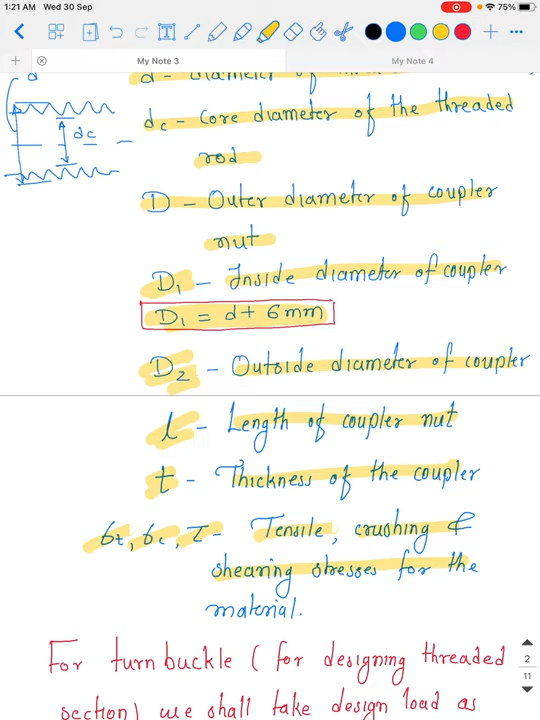 1:21 AM Wed 30 Sep
75%
My Note 3
My Note 4
d
d - Diameter of
dc - Core diameter of the threaded
dc
rod
D - Outer diameter of coupler
nut
D₁ - Inside diameter of coupler
D₁ = d + 6 mm
D₂ - Outside diameter of coupler
l - Length of coupler nut
t - Thickness of the coupler
σt, σc, τ - Tensile, crushing &
shearing stresses for the
material.
For turnbuckle (for designing threaded
section) we shall take design load as
2
11